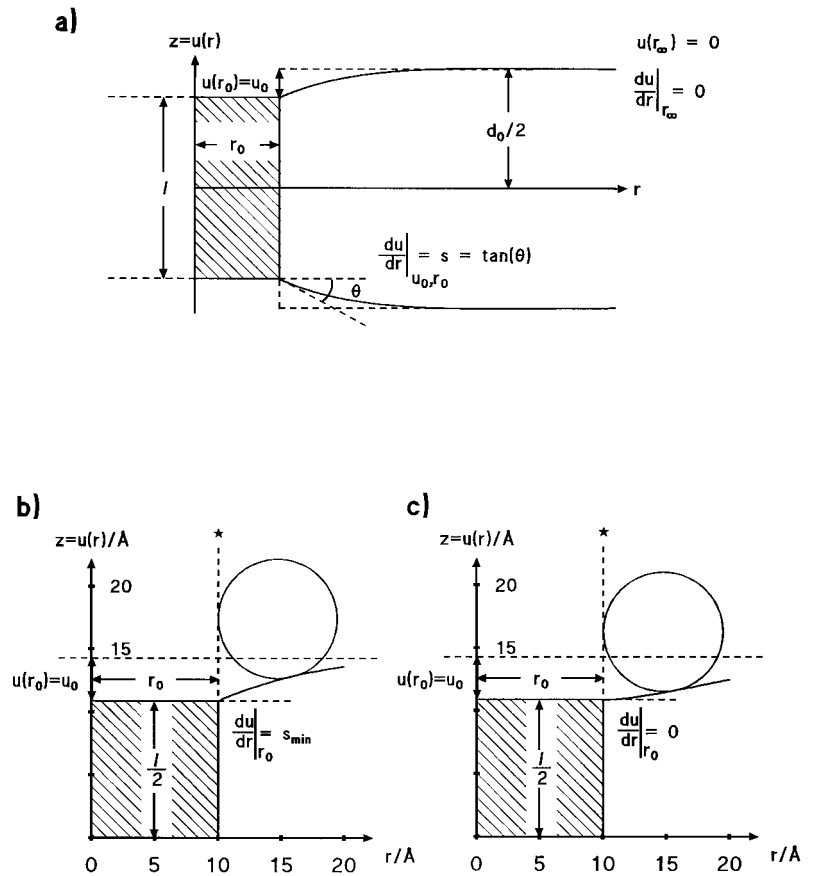 a)
z=u(r)
u(r∞) = 0
u(r₀)=u₀
du/dr|r∞ = 0
d₀/2
r₀
r
l
du/dr|u₀,r₀ = s = tan(θ)
θ
b)
c)
★
★
z=u(r)/Å
z=u(r)/Å
20
20
15
15
u(r₀)=u₀
r₀
u(r₀)=u₀
r₀
du/dr|r₀ = smin
du/dr|r₀ = 0
l/2
l/2
0 5 10 15 20 r/Å
0 5 10 15 20 r/Å